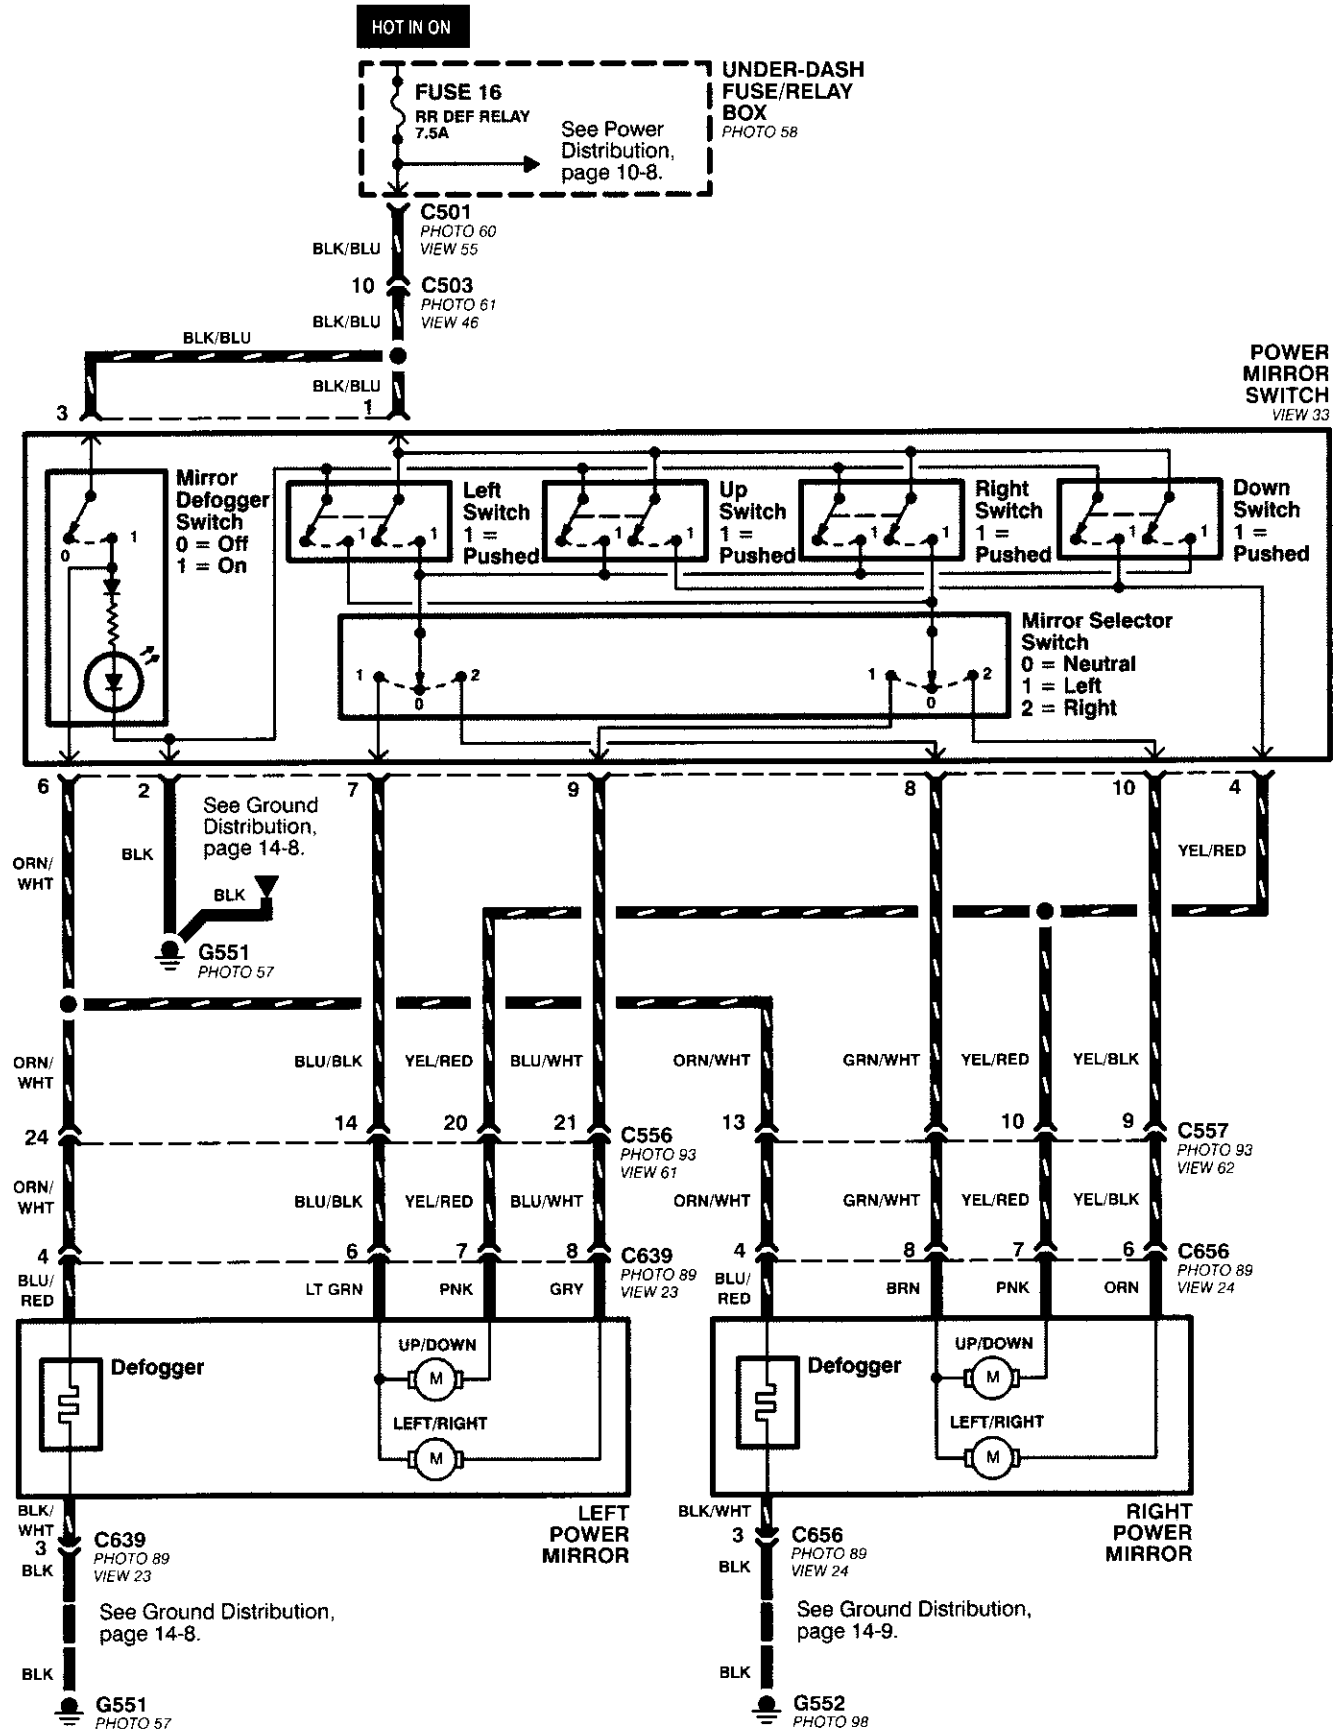 HOT IN ON
UNDER-DASH
FUSE/RELAY
BOX
PHOTO 58
FUSE 16
RR DEF RELAY
7.5A
See Power
Distribution,
page 10-8.
C501
PHOTO 60
VIEW 55
BLK/BLU
10
C503
PHOTO 61
VIEW 46
BLK/BLU
BLK/BLU
BLK/BLU
3
1
POWER
MIRROR
SWITCH
VIEW 33
Mirror
Defogger
Switch
0 = Off
1 = On
0
1
Left
Switch
1 =
Pushed
1
1
Up
Switch
1 =
Pushed
1
1
Right
Switch
1 =
Pushed
1
1
Down
Switch
1 =
Pushed
1
1
Mirror Selector
Switch
0 = Neutral
1 = Left
2 = Right
1
0
2
1
0
2
6
2
7
9
8
10
4
See Ground
Distribution,
page 14-8.
ORN/
WHT
BLK
BLK
YEL/RED
G551
PHOTO 57
ORN/
WHT
BLU/BLK
YEL/RED
BLU/WHT
ORN/WHT
GRN/WHT
YEL/RED
YEL/BLK
24
14
20
21
C556
PHOTO 93
VIEW 61
13
10
9
C557
PHOTO 93
VIEW 62
ORN/
WHT
BLU/BLK
YEL/RED
BLU/WHT
ORN/WHT
GRN/WHT
YEL/RED
YEL/BLK
4
6
7
8
C639
PHOTO 89
VIEW 23
4
8
7
6
C656
PHOTO 89
VIEW 24
BLU/
RED
LT GRN
PNK
GRY
BLU/
RED
BRN
PNK
ORN
Defogger
UP/DOWN
M
LEFT/RIGHT
M
Defogger
UP/DOWN
M
LEFT/RIGHT
M
LEFT
POWER
MIRROR
RIGHT
POWER
MIRROR
BLK/
WHT
3
C639
PHOTO 89
VIEW 23
BLK
BLK/WHT
3
C656
PHOTO 89
VIEW 24
BLK
See Ground Distribution,
page 14-8.
See Ground Distribution,
page 14-9.
BLK
G551
PHOTO 57
BLK
G552
PHOTO 98